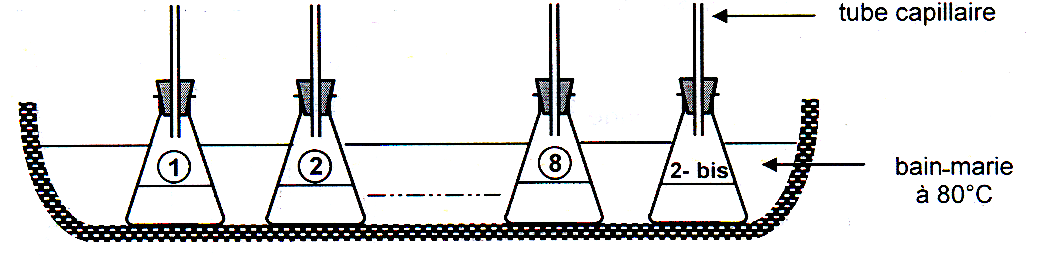 tube capillaire
1
2
8
2- bis
bain-marie
à 80°C